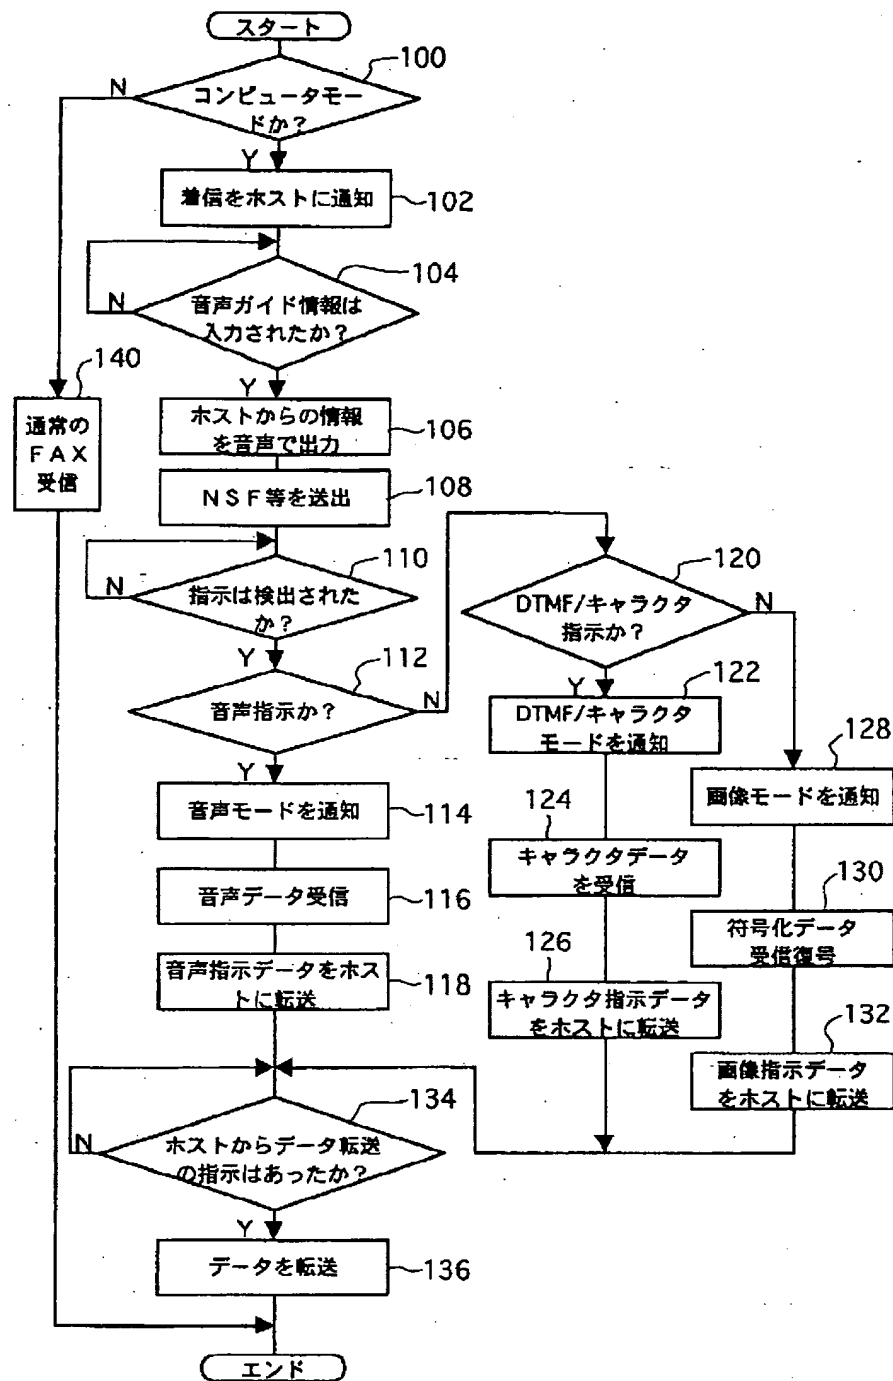 スタート
100
N
コンピュータモー
ドか？
Y
着信をホストに通知
102
104
N
音声ガイド情報は
入力されたか？
Y
140
通常の
ＦＡＸ
受信
ホストからの情報
を音声で出力
106
ＮＳＦ等を送出
108
110
N
指示は検出された
か？
Y
112
音声指示か？
N
Y
音声モードを通知
114
音声データ受信
116
音声指示データをホス
トに転送
118
120
DTMF/キャラクタ
指示か？
N
Y
122
DTMF/キャラクタ
モードを通知
124
キャラクタデータ
を受信
126
キャラクタ指示データ
をホストに転送
128
画像モードを通知
130
符号化データ
受信復号
132
画像指示データ
をホストに転送
134
N
ホストからデータ転送
の指示はあったか？
Y
データを転送
136
エンド